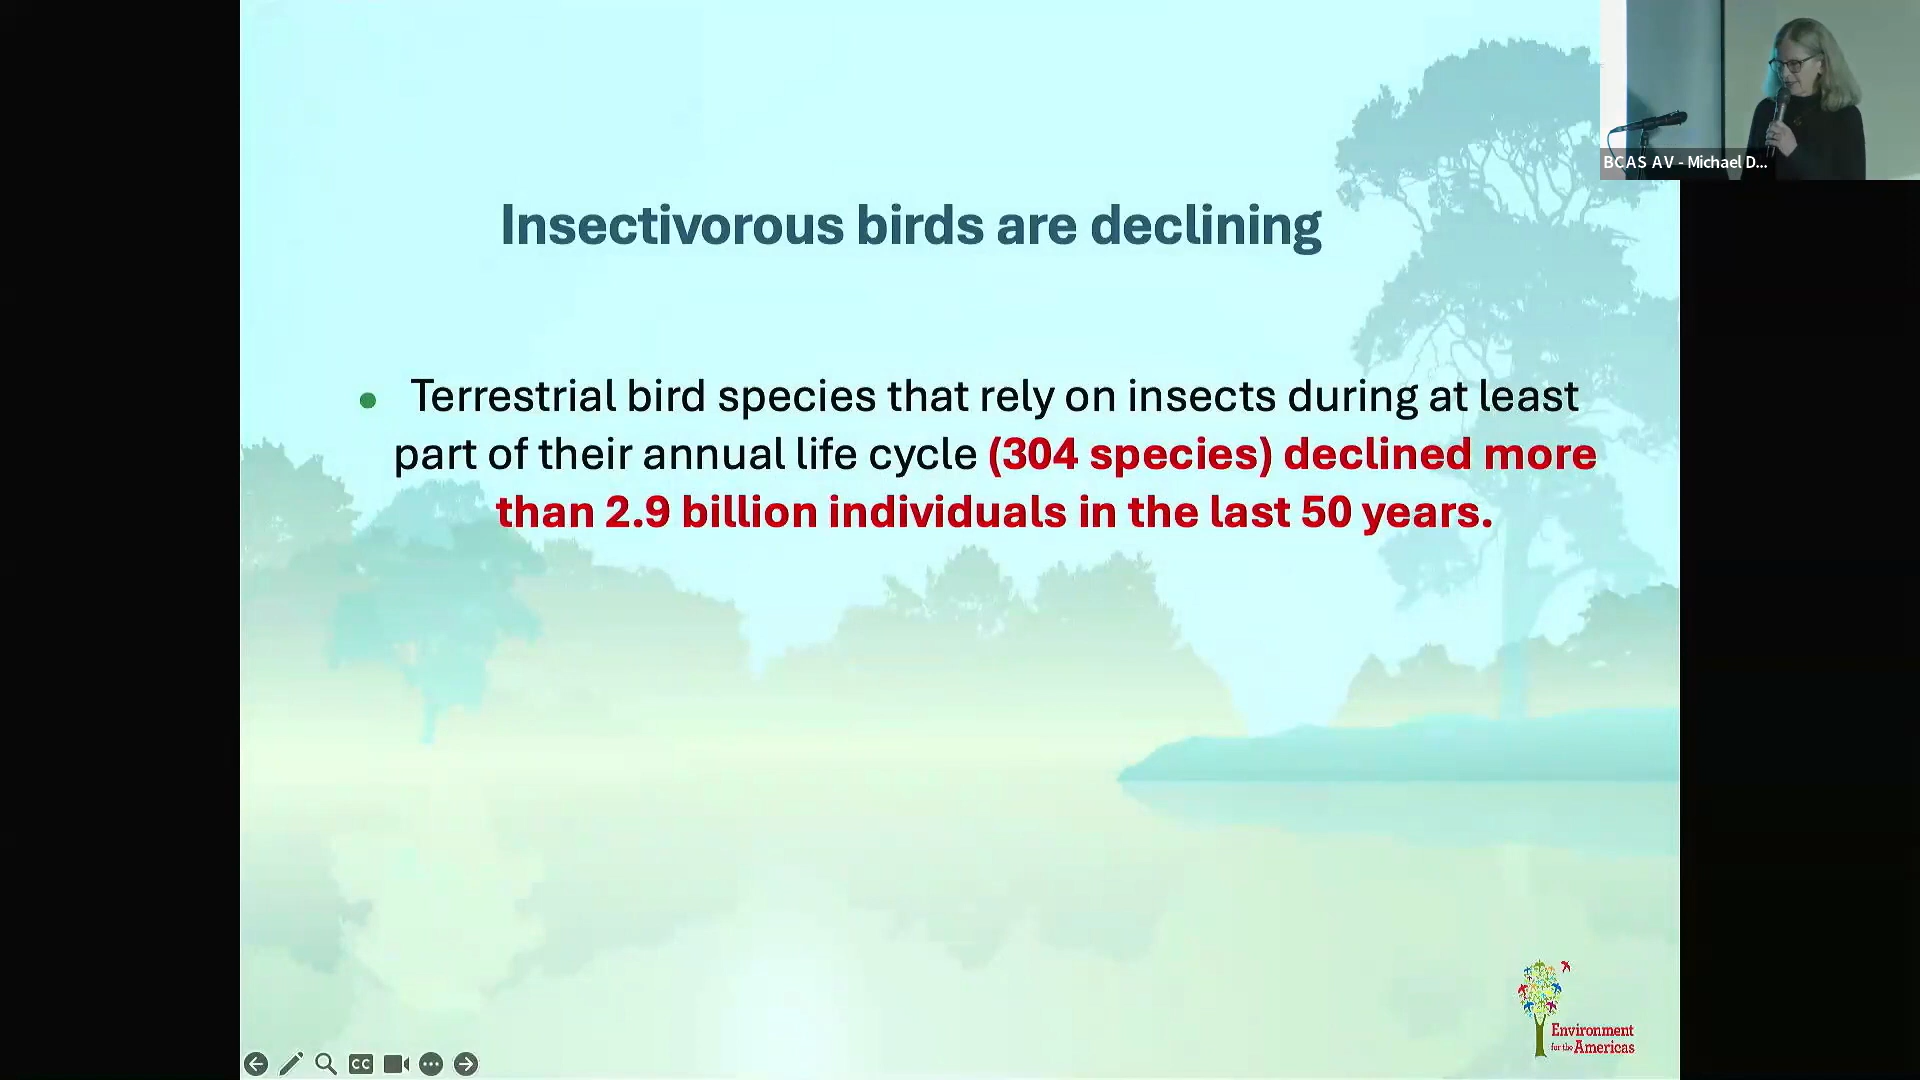 BCAS AV - Michael D...
Insectivorous birds are declining
Terrestrial bird species that rely on insects during at least
part of their annual life cycle (304 species) declined more
than 2.9 billion individuals in the last 50 years.
Environment
for the Americas
CC